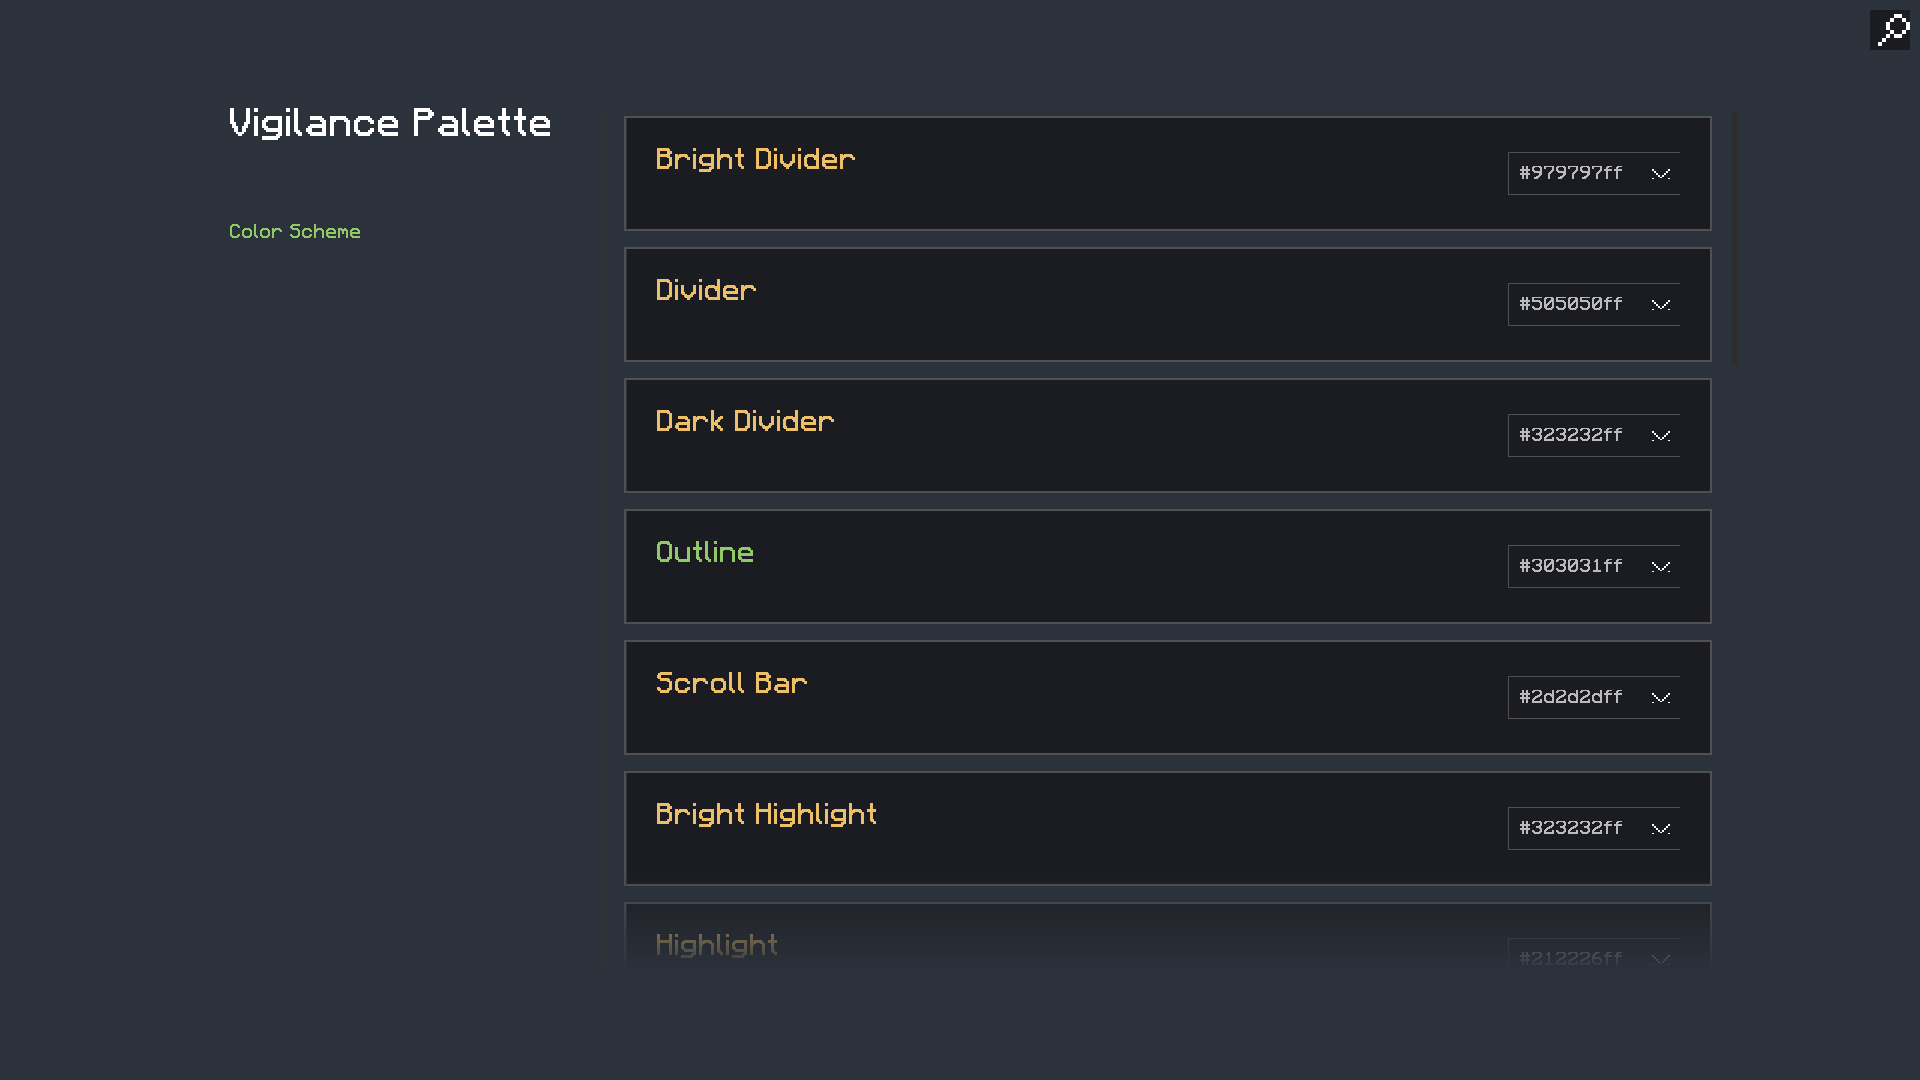 Vigilance Palette
Color Scheme
Bright Divider
#979797ff
Divider
#505050ff
Dark Divider
#323232ff
Outline
#303031ff
Scroll Bar
#2d2d2dff
Bright Highlight
#323232ff
Highlight
#212226ff